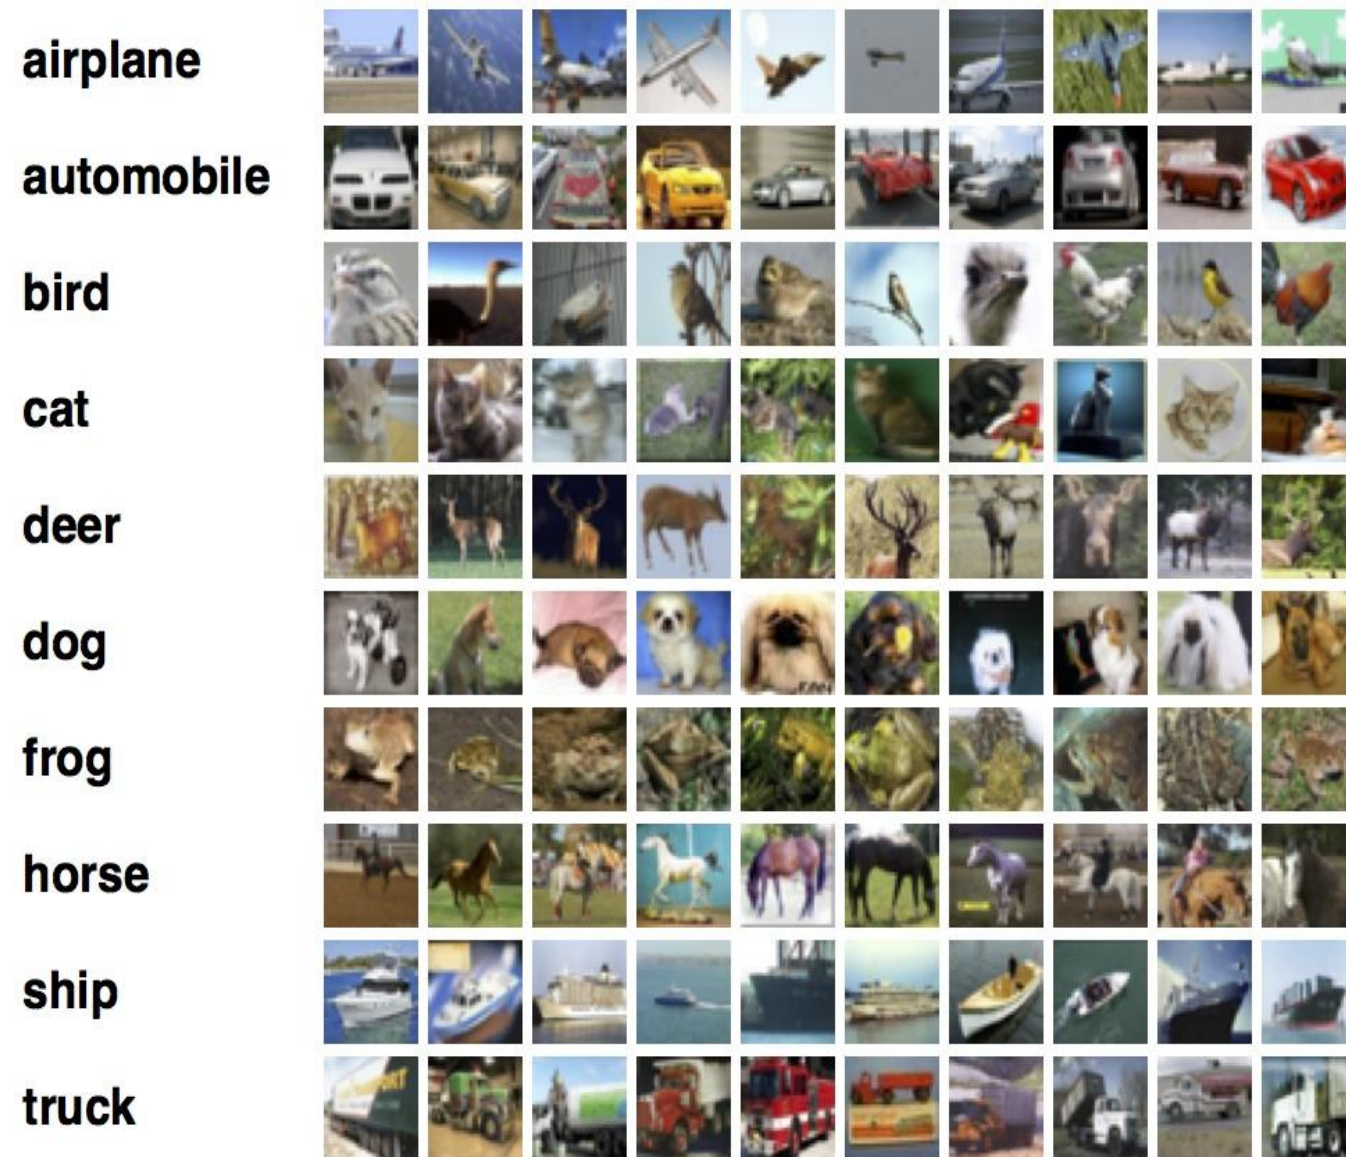 airplane
automobile
bird
cat
deer
dog
frog
horse
ship
truck